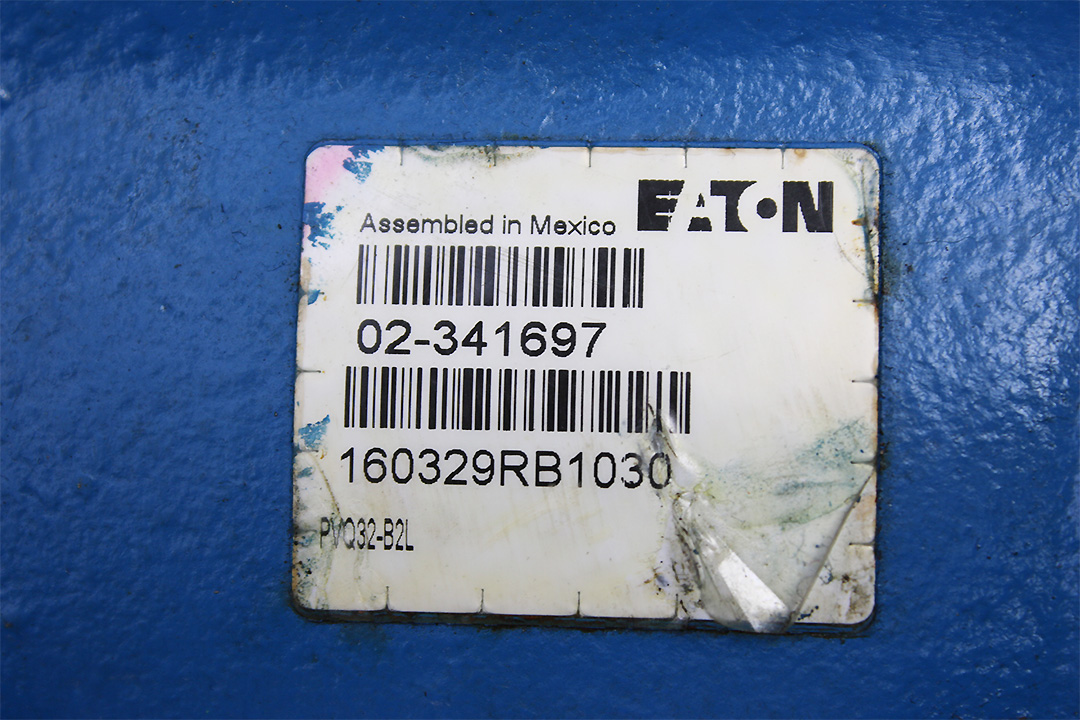 EATON
Assembled in Mexico
02-341697
160329RB1030
PVQ32-B2L